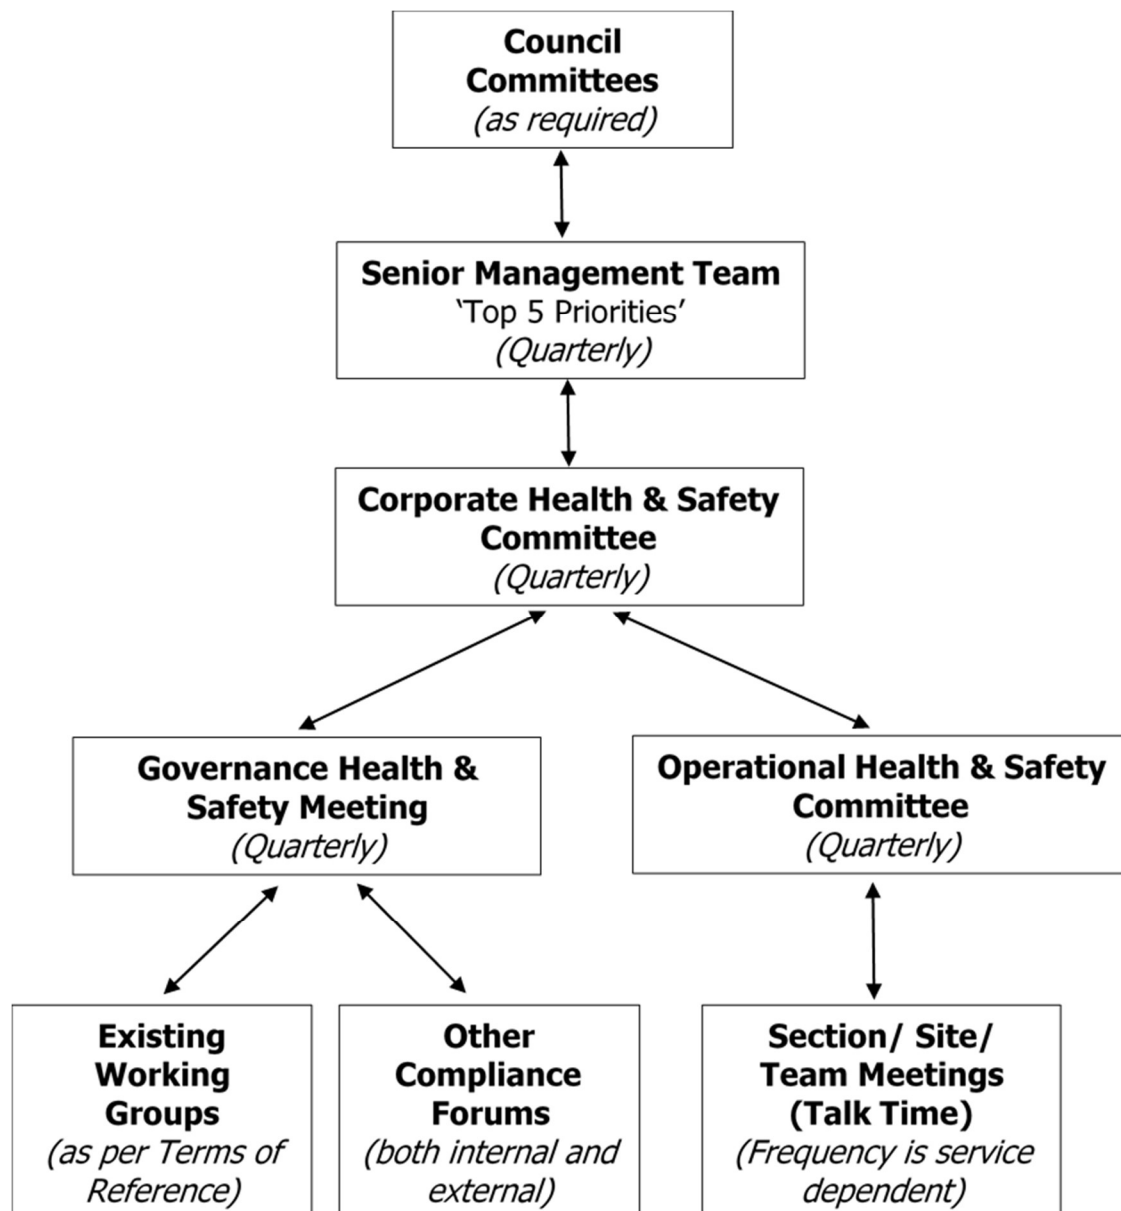 Council
Committees
(as required)
Senior Management Team
‘Top 5 Priorities’
(Quarterly)
Corporate Health & Safety
Committee
(Quarterly)
Governance Health &
Safety Meeting
(Quarterly)
Operational Health & Safety
Committee
(Quarterly)
Existing
Working
Groups
(as per Terms of
Reference)
Other
Compliance
Forums
(both internal and
external)
Section/ Site/
Team Meetings
(Talk Time)
(Frequency is service
dependent)